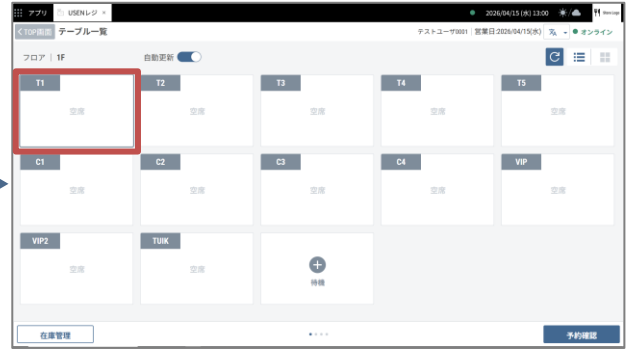 アプリ USENレジ × 2026/04/15 (水) 13:00
＜TOP画面 テーブル一覧 テストユーザ0001 営業日:2026/04/15(水) オンライン
フロア | 1F 自動更新
T1 T2 T3 T4 T5
空席 空席 空席 空席 空席
C1 C2 C3 C4 VIP
空席 空席 空席 空席 空席
VIP2 TUIK
空席 空席 待機
在庫管理 予約確認